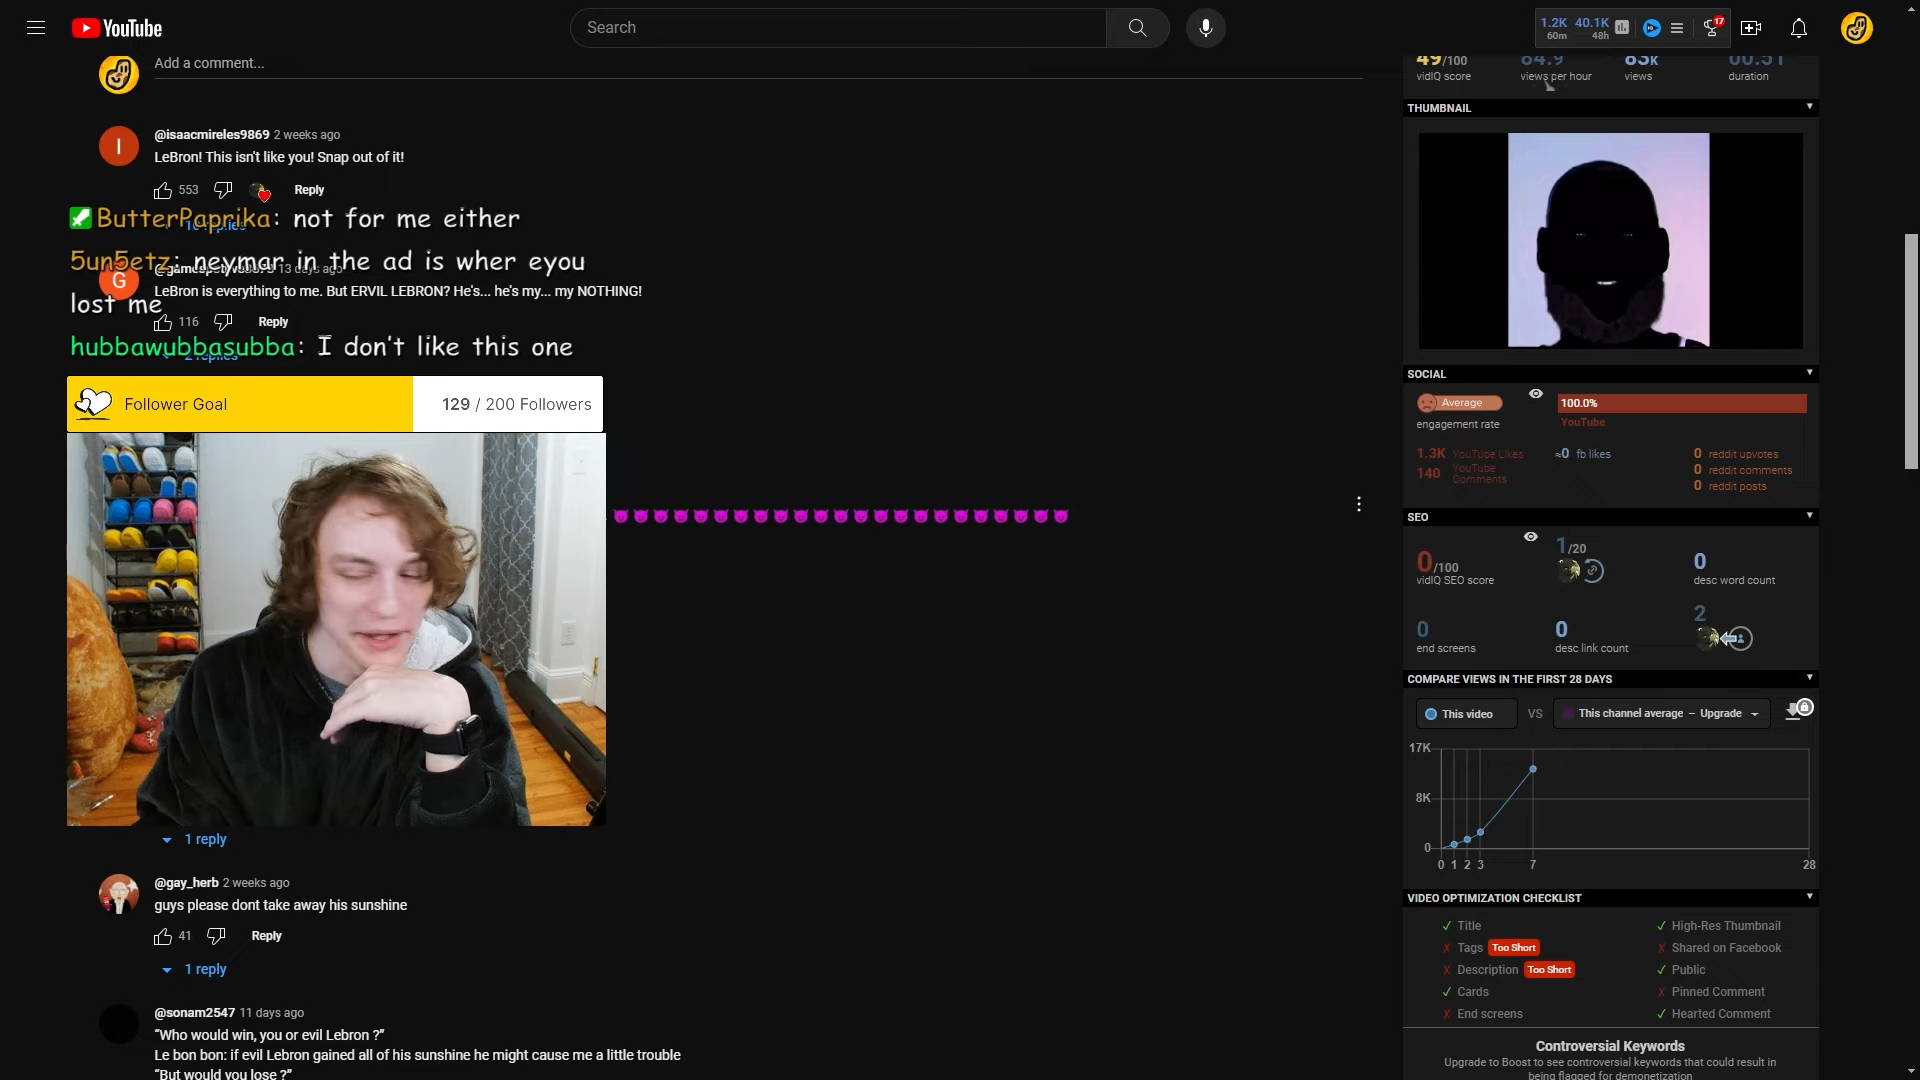 YouTube
Search
1.2K 40.1K
60m 48h
17
Add a comment...
@isaacmireles9869 2 weeks ago
LeBron! This isn't like you! Snap out of it!
553 Reply
ButterPaprika: not for me either
5un5etz: neymar in the ad is wher eyou
lost me
13 days ago
G
LeBron is everything to me. But ERVIL LEBRON? He's... he's my... my NOTHING!
116 Reply
hubbawubbasubba: I don't like this one
2 replies
Follower Goal 129 / 200 Followers
1 reply
@gay_herb 2 weeks ago
guys please dont take away his sunshine
41 Reply
1 reply
@sonam2547 11 days ago
“Who would win, you or evil Lebron ?”
Le bon bon: if evil Lebron gained all of his sunshine he might cause me a little trouble
“But would you lose ?”
49/100 84.9 83K 00:51
vidIQ score views per hour views duration
THUMBNAIL
SOCIAL
Average 100.0%
engagement rate YouTube
1.3K YouTube Likes ≈0 fb likes 0 reddit upvotes
140 YouTube Comments 0 reddit comments
0 reddit posts
SEO
0/100 1/20 0
vidIQ SEO score desc word count
0 0 2
end screens desc link count
COMPARE VIEWS IN THE FIRST 28 DAYS
This video VS This channel average – Upgrade
17K
8K
0
0 1 2 3 7 28
VIDEO OPTIMIZATION CHECKLIST
✓ Title ✓ High-Res Thumbnail
✗ Tags Too Short ✗ Shared on Facebook
✗ Description Too Short ✓ Public
✓ Cards ✗ Pinned Comment
✗ End screens ✓ Hearted Comment
Controversial Keywords
Upgrade to Boost to see controversial keywords that could result in
being flagged for demonetization